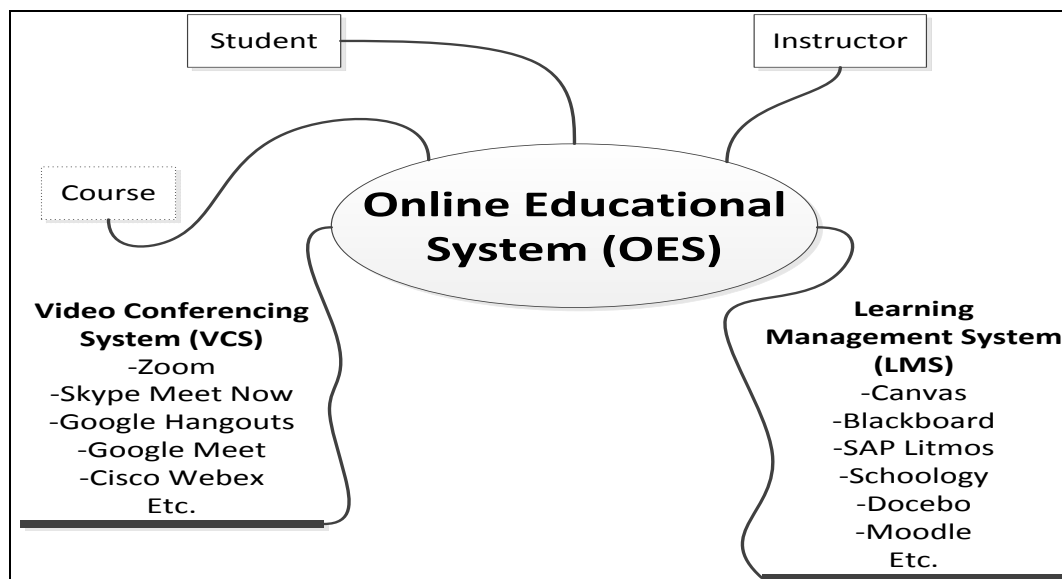 Student
Instructor
Course
Online Educational
System (OES)
Video Conferencing
System (VCS)
-Zoom
-Skype Meet Now
-Google Hangouts
-Google Meet
-Cisco Webex
Etc.
Learning
Management System
(LMS)
-Canvas
-Blackboard
-SAP Litmos
-Schoology
-Docebo
-Moodle
Etc.